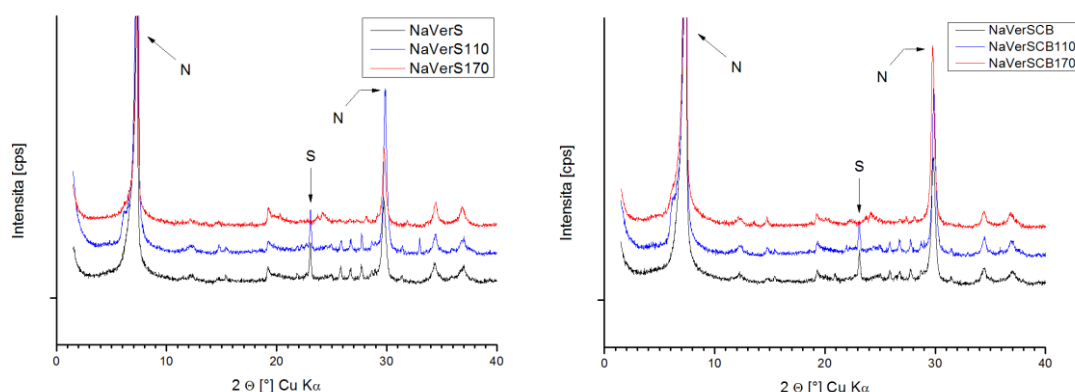 NaVerS
NaVerS110
NaVerS170
N
N
S
Intensita [cps]
0
10
20
30
40
2 Θ [°] Cu Kα
NaVerSCB
NaVerSCB110
NaVerSCB170
N
N
S
Intensita [cps]
0
10
20
30
40
2 Θ [°] Cu Kα